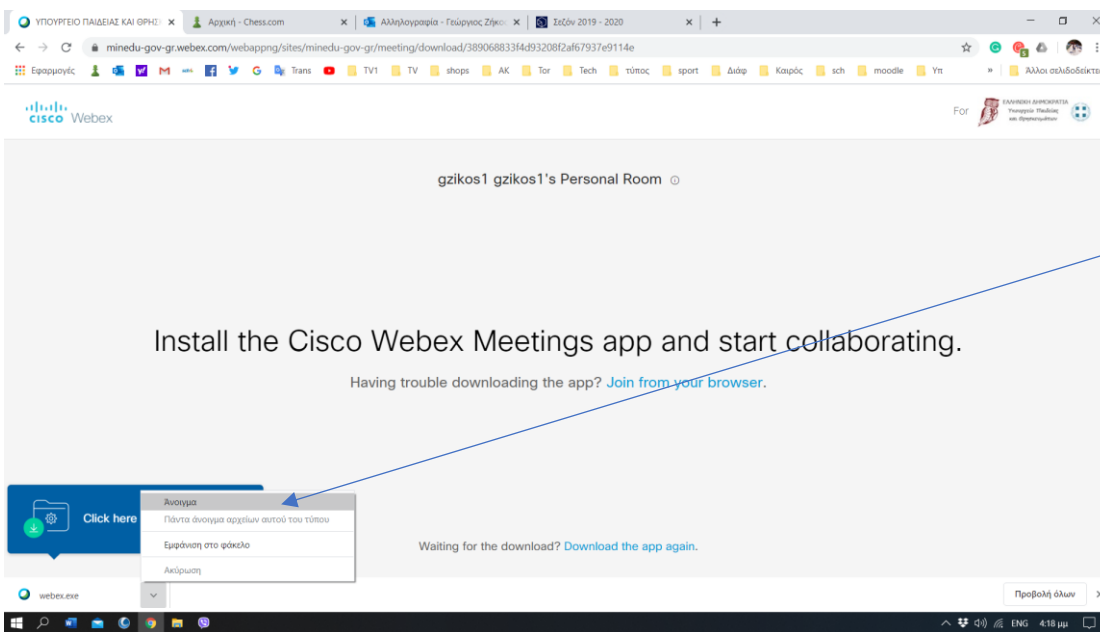 ΥΠΟΥΡΓΕΙΟ ΠΑΙΔΕΙΑΣ ΚΑΙ ΘΡΗΣ
Αρχική - Chess.com
Αλληλογραφία - Γεώργιος Ζήκος
Σεζόν 2019 - 2020
minedu-gov-gr.webex.com/webappng/sites/minedu-gov-gr/meeting/download/389068833f4d93208f2af67937e9114e
Εφαρμογές Trans TV1 TV shops AK Tor Tech τύπος sport Διάφ Καιρός sch moodle Υπ » Άλλοι σελιδοδείκτες
cisco Webex
For ΕΛΛΗΝΙΚΗ ΔΗΜΟΚΡΑΤΙΑ
Υπουργείο Παιδείας
και Θρησκευμάτων
gzikos1 gzikos1's Personal Room
Install the Cisco Webex Meetings app and start collaborating.
Having trouble downloading the app? Join from your browser.
Click here
Άνοιγμα
Πάντα άνοιγμα αρχείων αυτού του τύπου
Εμφάνιση στο φάκελο
Ακύρωση
Waiting for the download? Download the app again.
webex.exe
Προβολή όλων
ENG 4:18 μμ